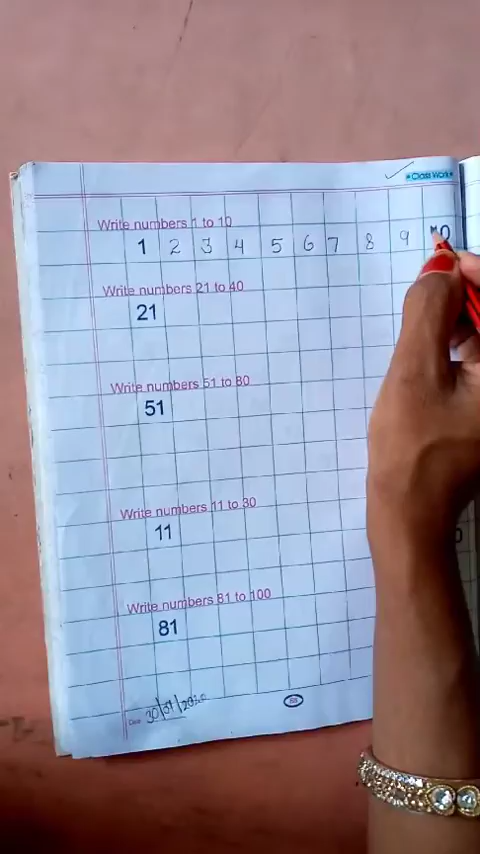 Class Work
Write numbers 1 to 10
1 2 3 4 5 6 7 8 9 10
Write numbers 21 to 40
21
Write numbers 51 to 80
51
Write numbers 11 to 30
11
Write numbers 81 to 100
81
Date